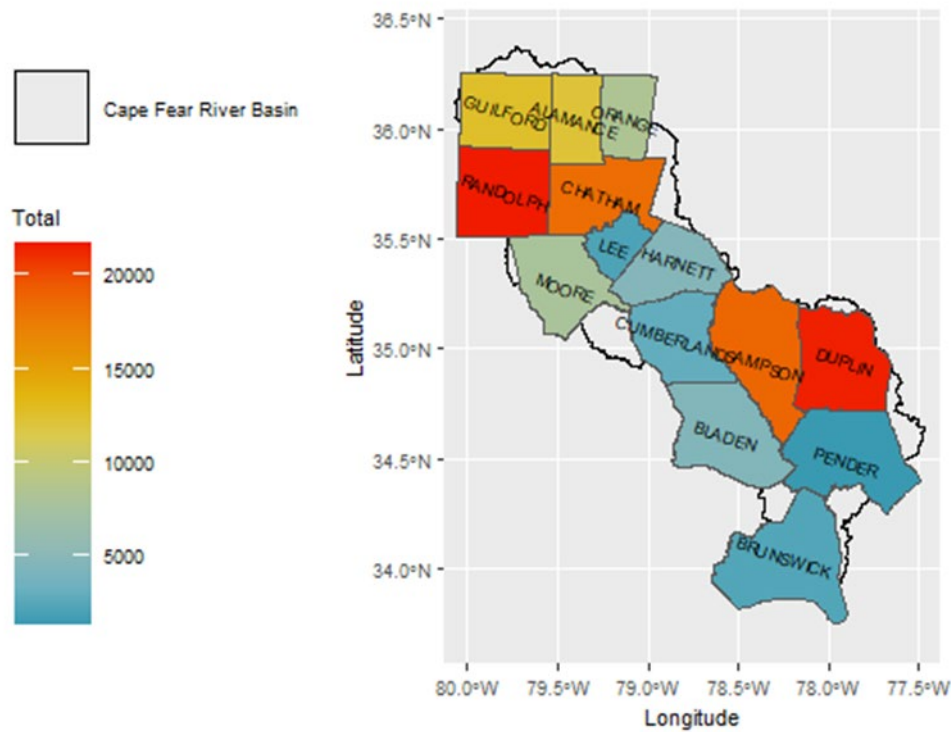 Cape Fear River Basin
Total
20000
15000
10000
5000
Latitude
36.5°N
36.0°N
35.5°N
35.0°N
34.5°N
34.0°N
GUILFORD
ALAMANCE
ORANGE
RANDOLPH
CHATHAM
LEE
HARNETT
MOORE
CUMBERLAND
SAMPSON
DUPLIN
BLADEN
PENDER
BRUNSWICK
80.0°W 79.5°W 79.0°W 78.5°W 78.0°W 77.5°W
Longitude